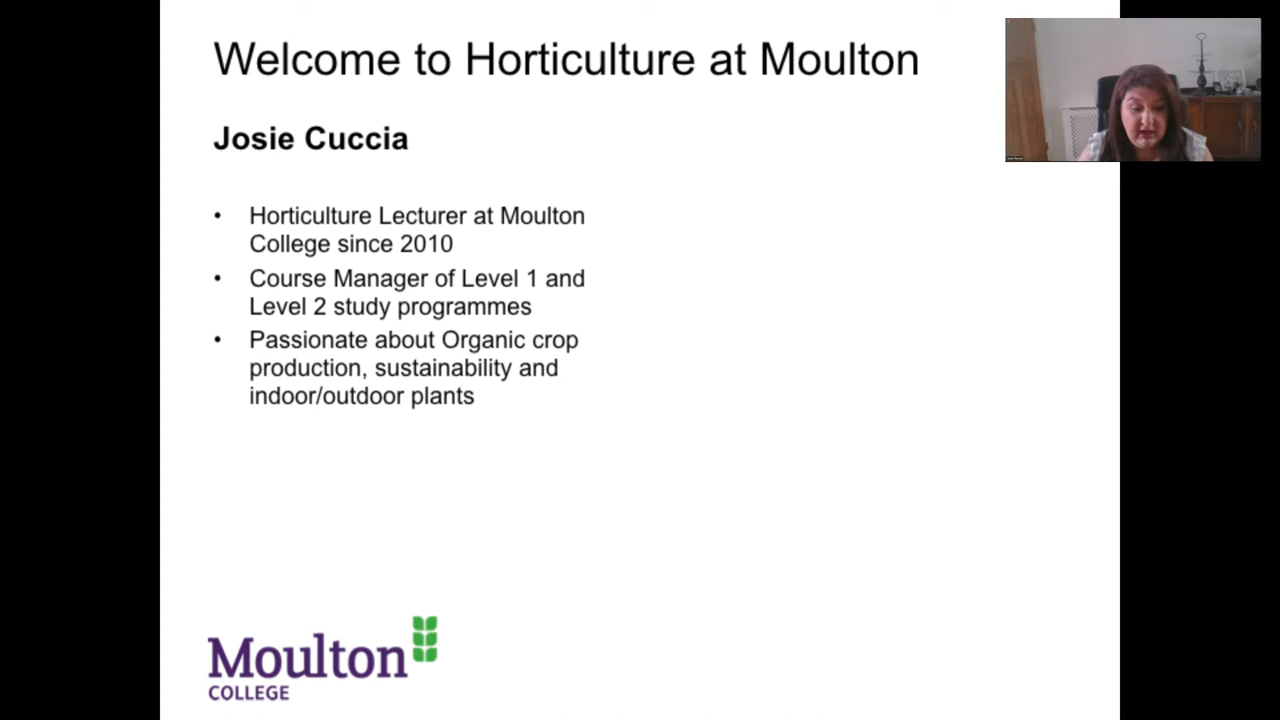 Welcome to Horticulture at Moulton
Josie Cuccia
• Horticulture Lecturer at Moulton
College since 2010
• Course Manager of Level 1 and
Level 2 study programmes
• Passionate about Organic crop
production, sustainability and
indoor/outdoor plants
Moulton
COLLEGE